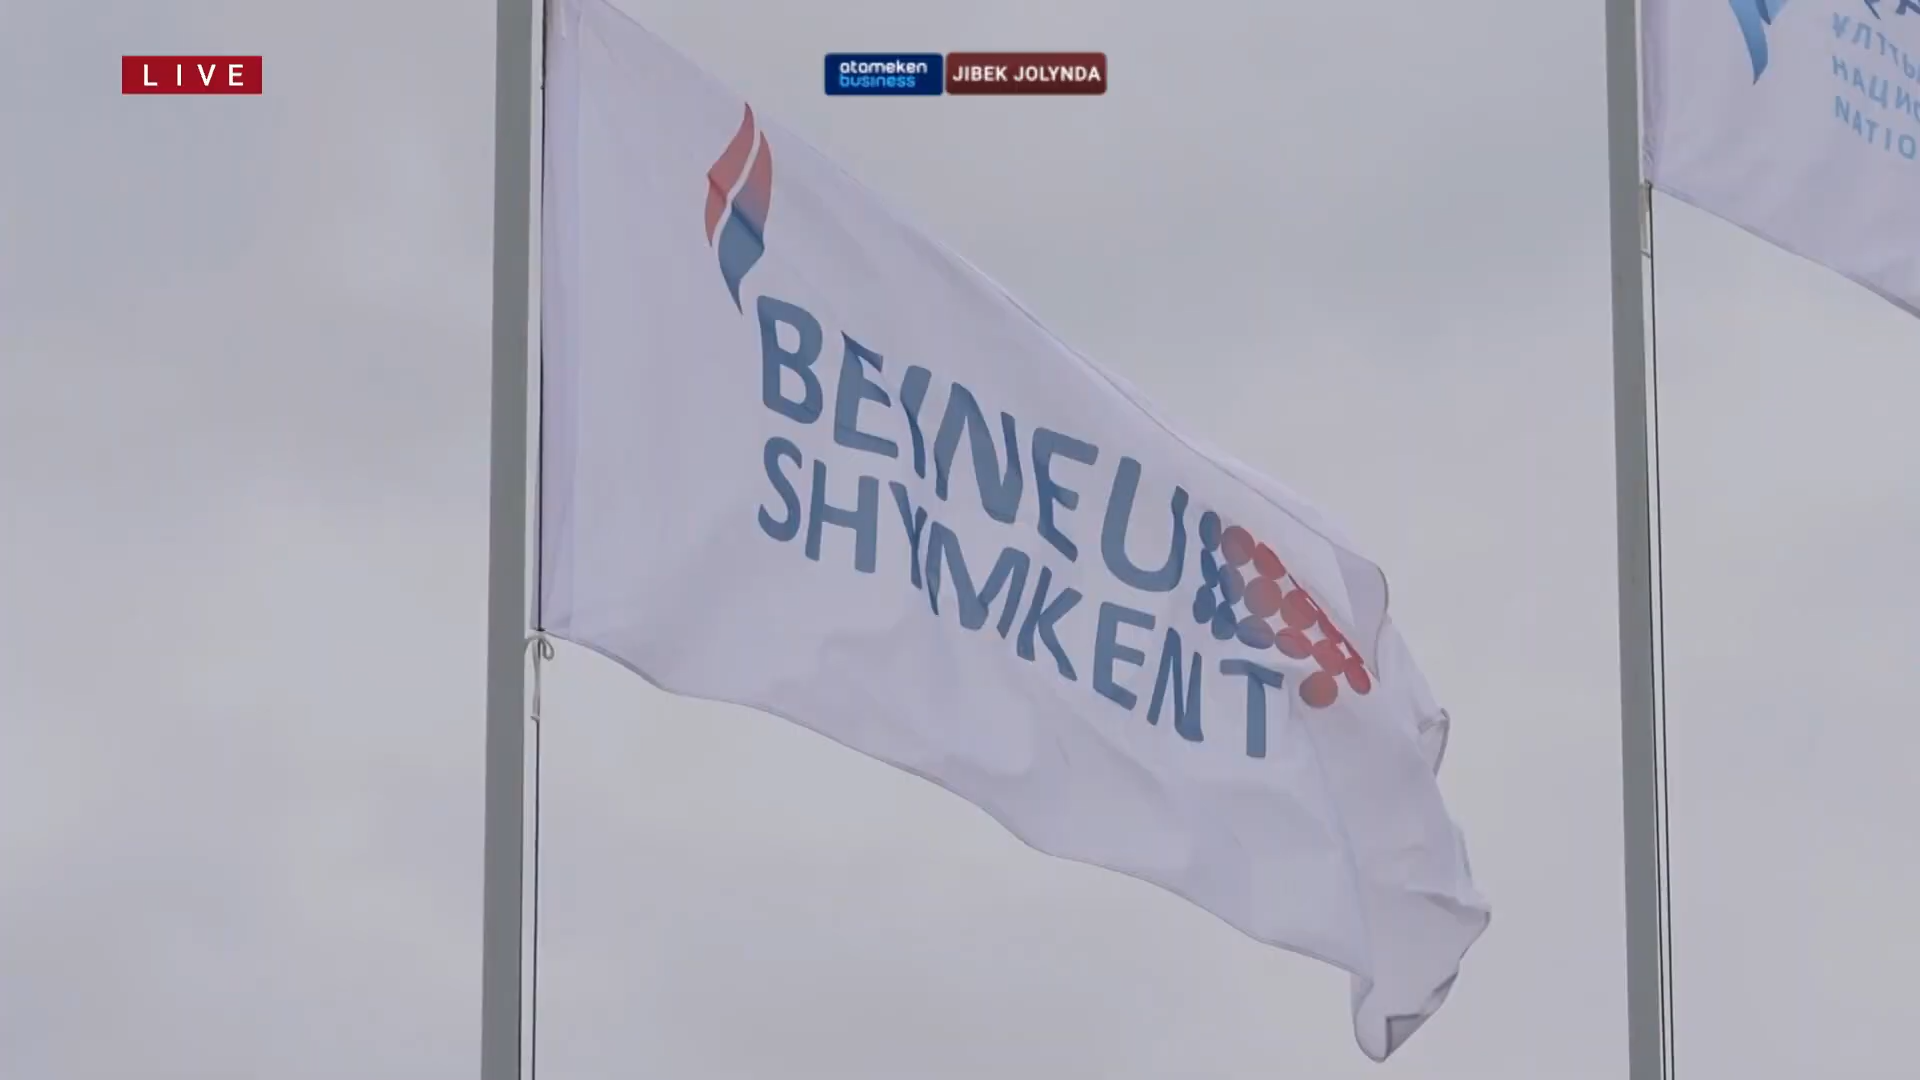 LIVE
atameken
business
JIBEK JOLYNDA
BEINEU
SHYMKENT